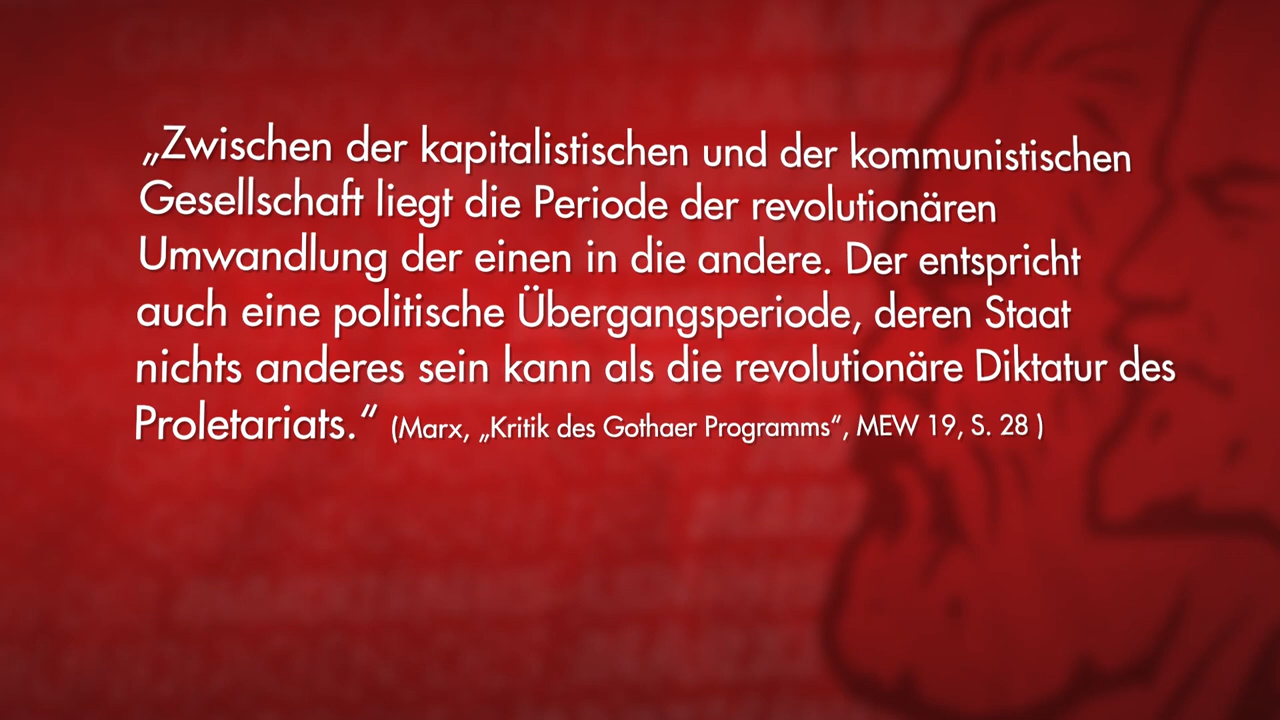 „Zwischen der kapitalistischen und der kommunistischen
Gesellschaft liegt die Periode der revolutionären
Umwandlung der einen in die andere. Der entspricht
auch eine politische Übergangsperiode, deren Staat
nichts anderes sein kann als die revolutionäre Diktatur des
Proletariats.“ (Marx, „Kritik des Gothaer Programms“, MEW 19, S. 28 )